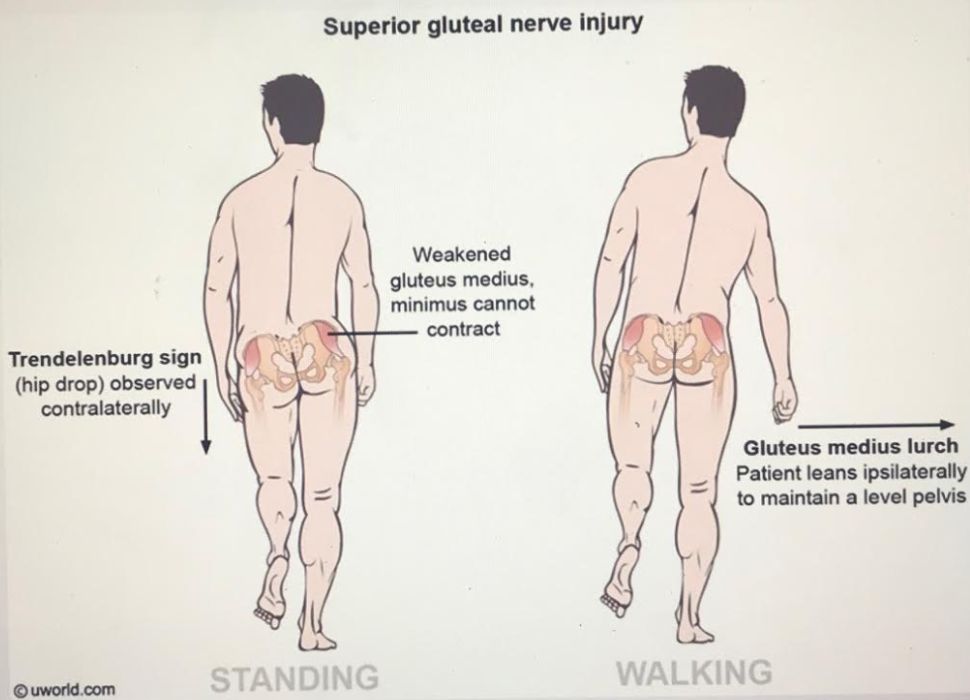 Superior gluteal nerve injury
Weakened
gluteus medius,
minimus cannot
contract
Trendelenburg sign
(hip drop) observed
contralaterally
Gluteus medius lurch
Patient leans ipsilaterally
to maintain a level pelvis
STANDING
WALKING
© uworld.com